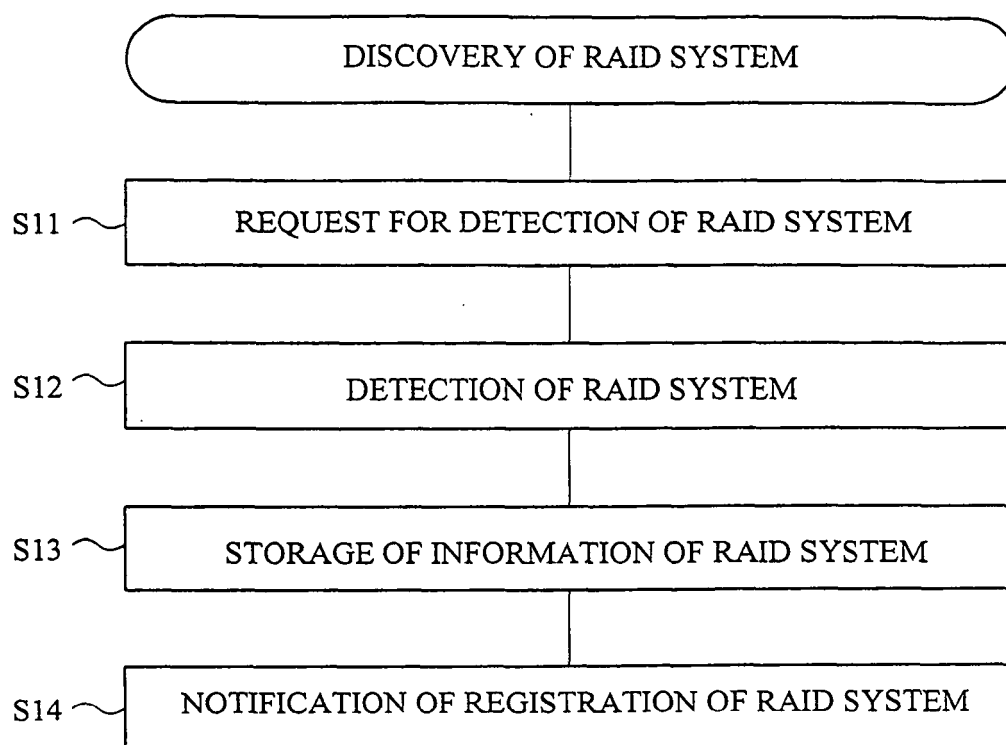 DISCOVERY OF RAID SYSTEM
S11 REQUEST FOR DETECTION OF RAID SYSTEM
S12 DETECTION OF RAID SYSTEM
S13 STORAGE OF INFORMATION OF RAID SYSTEM
S14 NOTIFICATION OF REGISTRATION OF RAID SYSTEM